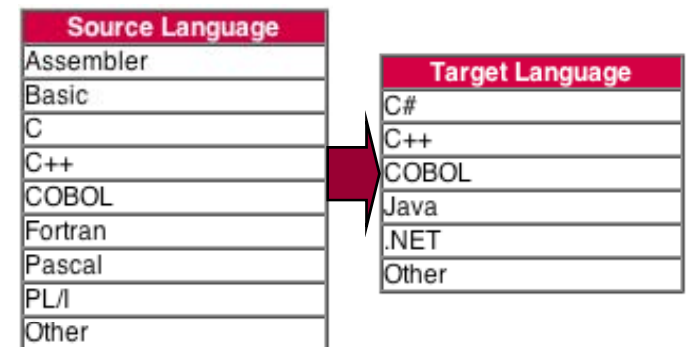 Source Language
Assembler
Basic
C
C++
COBOL
Fortran
Pascal
PL/I
Other
Target Language
C#
C++
COBOL
Java
.NET
Other